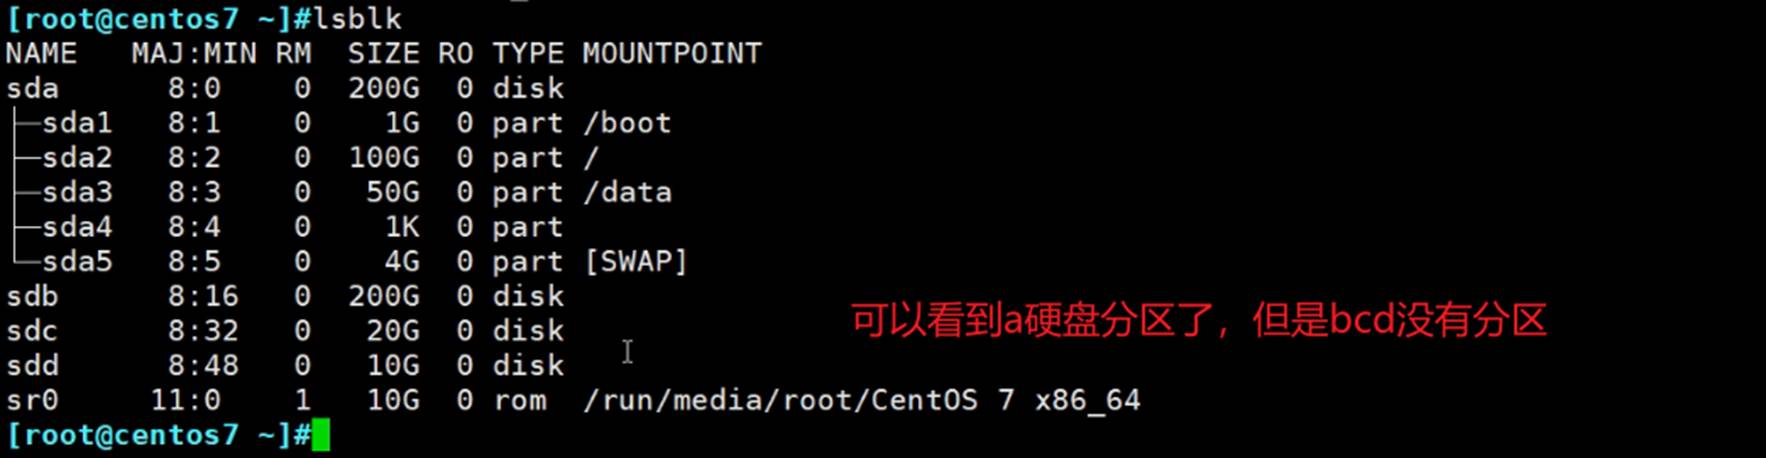 [root@centos7 ~]#lsblk
NAME   MAJ:MIN RM   SIZE RO TYPE MOUNTPOINT
sda      8:0    0   200G  0 disk
├─sda1   8:1    0     1G  0 part /boot
├─sda2   8:2    0   100G  0 part /
├─sda3   8:3    0    50G  0 part /data
├─sda4   8:4    0     1K  0 part
└─sda5   8:5    0     4G  0 part [SWAP]
sdb      8:16   0   200G  0 disk
可以看到a硬盘分区了，但是bcd没有分区
sdc      8:32   0    20G  0 disk
sdd      8:48   0    10G  0 disk
sr0     11:0    1    10G  0 rom  /run/media/root/CentOS 7 x86_64
[root@centos7 ~]#